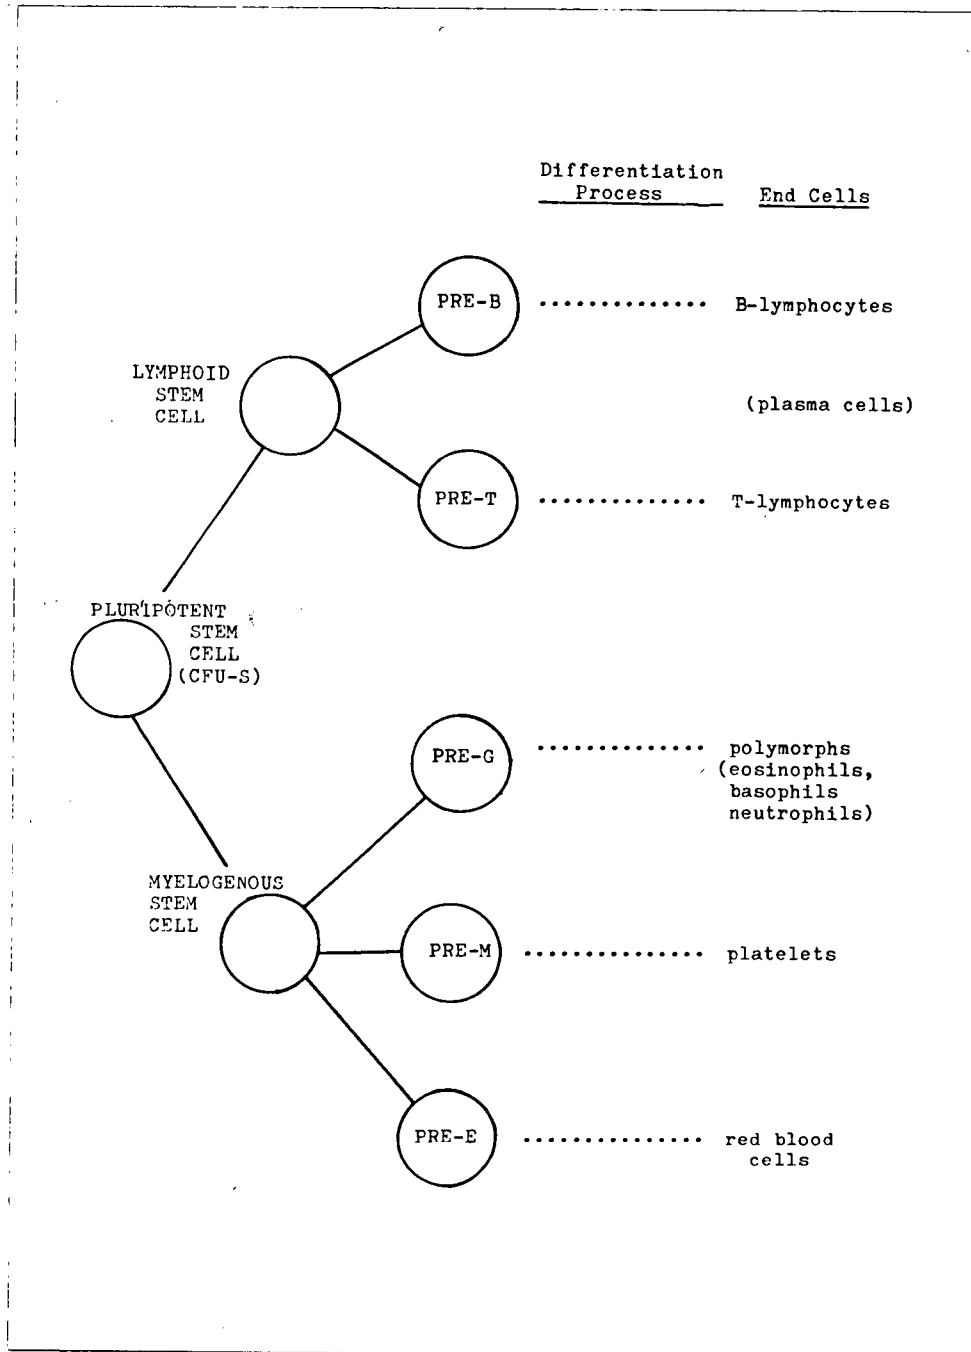 Differentiation
Process
End Cells
PRE-B
.............. B-lymphocytes
LYMPHOID
STEM
CELL
(plasma cells)
PRE-T
.............. T-lymphocytes
PLURIPOTENT
STEM
CELL
(CFU-S)
PRE-G
.............. polymorphs
(eosinophils,
basophils
neutrophils)
MYELOGENOUS
STEM
CELL
PRE-M
.............. platelets
PRE-E
.............. red blood
cells